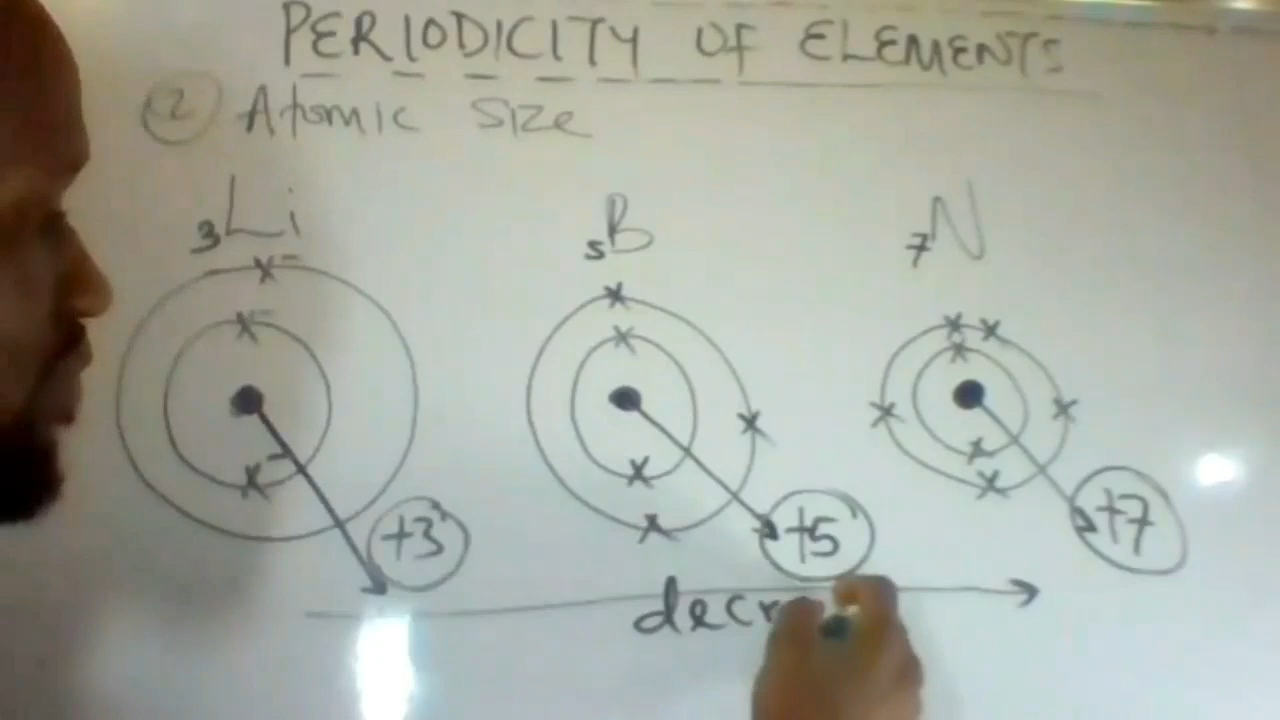 PERIODICITY OF ELEMENTS
② Atomic Size
₃Li ₅B ₇N
+3 +5 +7
decr